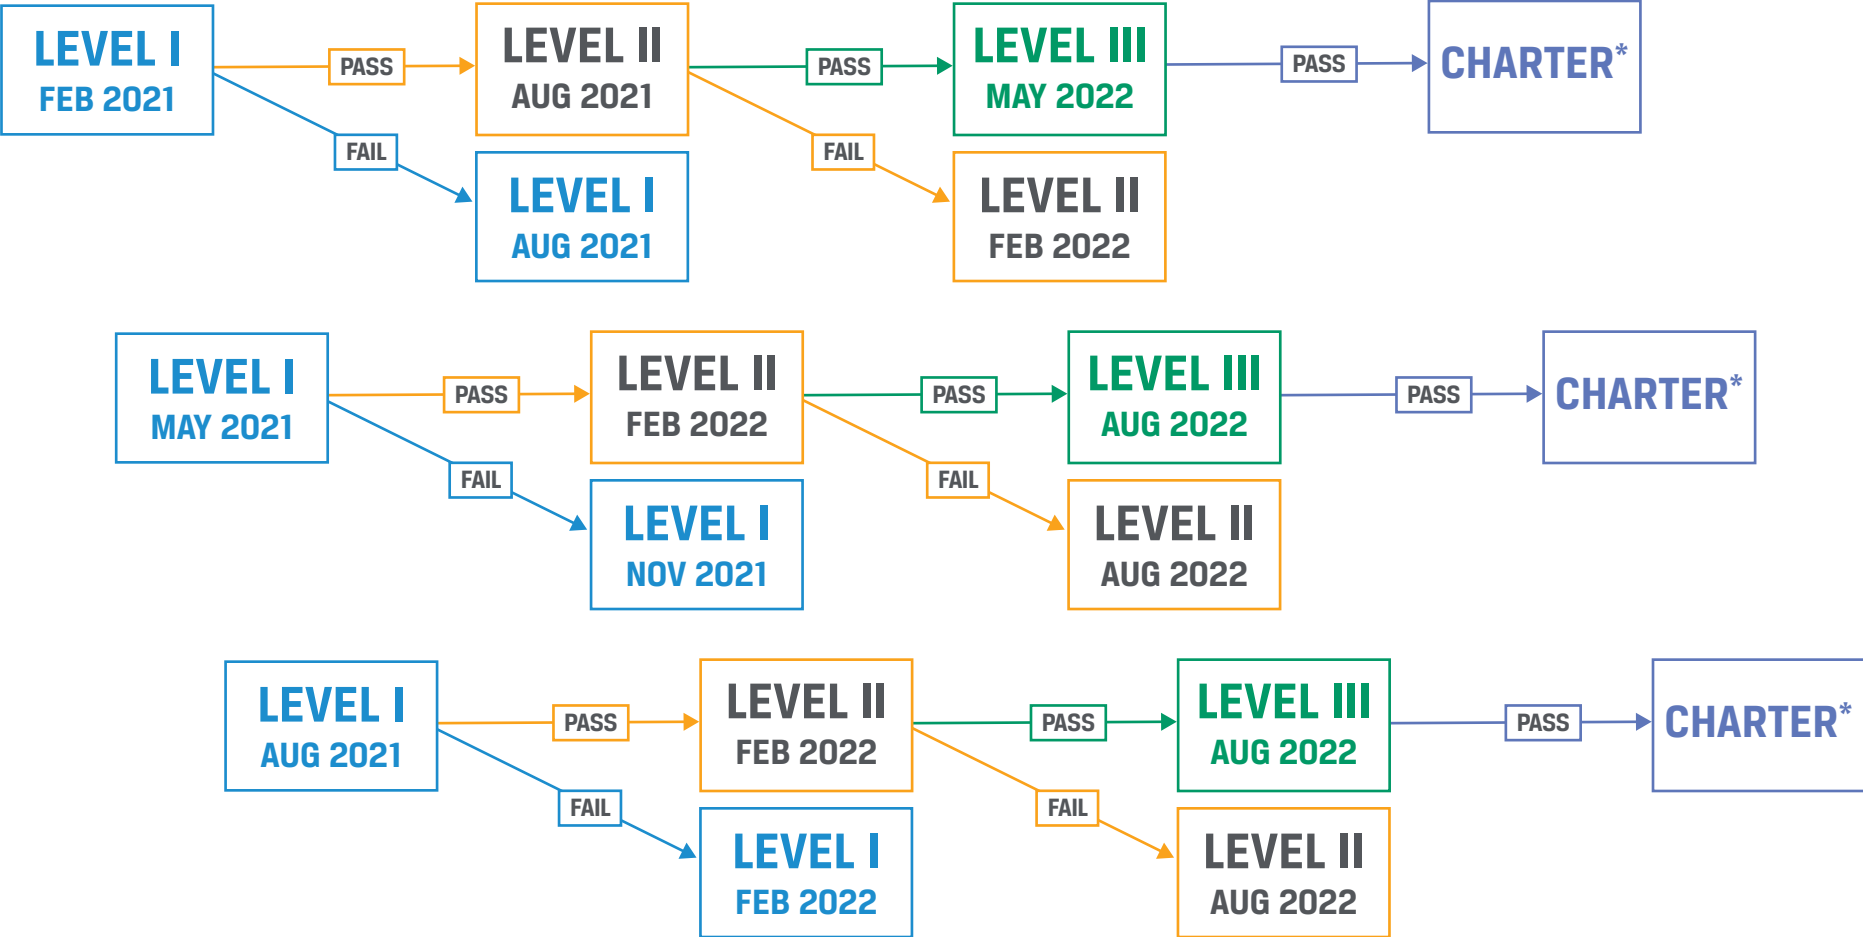 LEVEL I
FEB 2021
PASS
FAIL
LEVEL II
AUG 2021
LEVEL I
AUG 2021
PASS
FAIL
LEVEL III
MAY 2022
LEVEL II
FEB 2022
PASS
CHARTER*
LEVEL I
MAY 2021
PASS
FAIL
LEVEL II
FEB 2022
LEVEL I
NOV 2021
PASS
FAIL
LEVEL III
AUG 2022
LEVEL II
AUG 2022
PASS
CHARTER*
LEVEL I
AUG 2021
PASS
FAIL
LEVEL II
FEB 2022
LEVEL I
FEB 2022
PASS
FAIL
LEVEL III
AUG 2022
LEVEL II
AUG 2022
PASS
CHARTER*